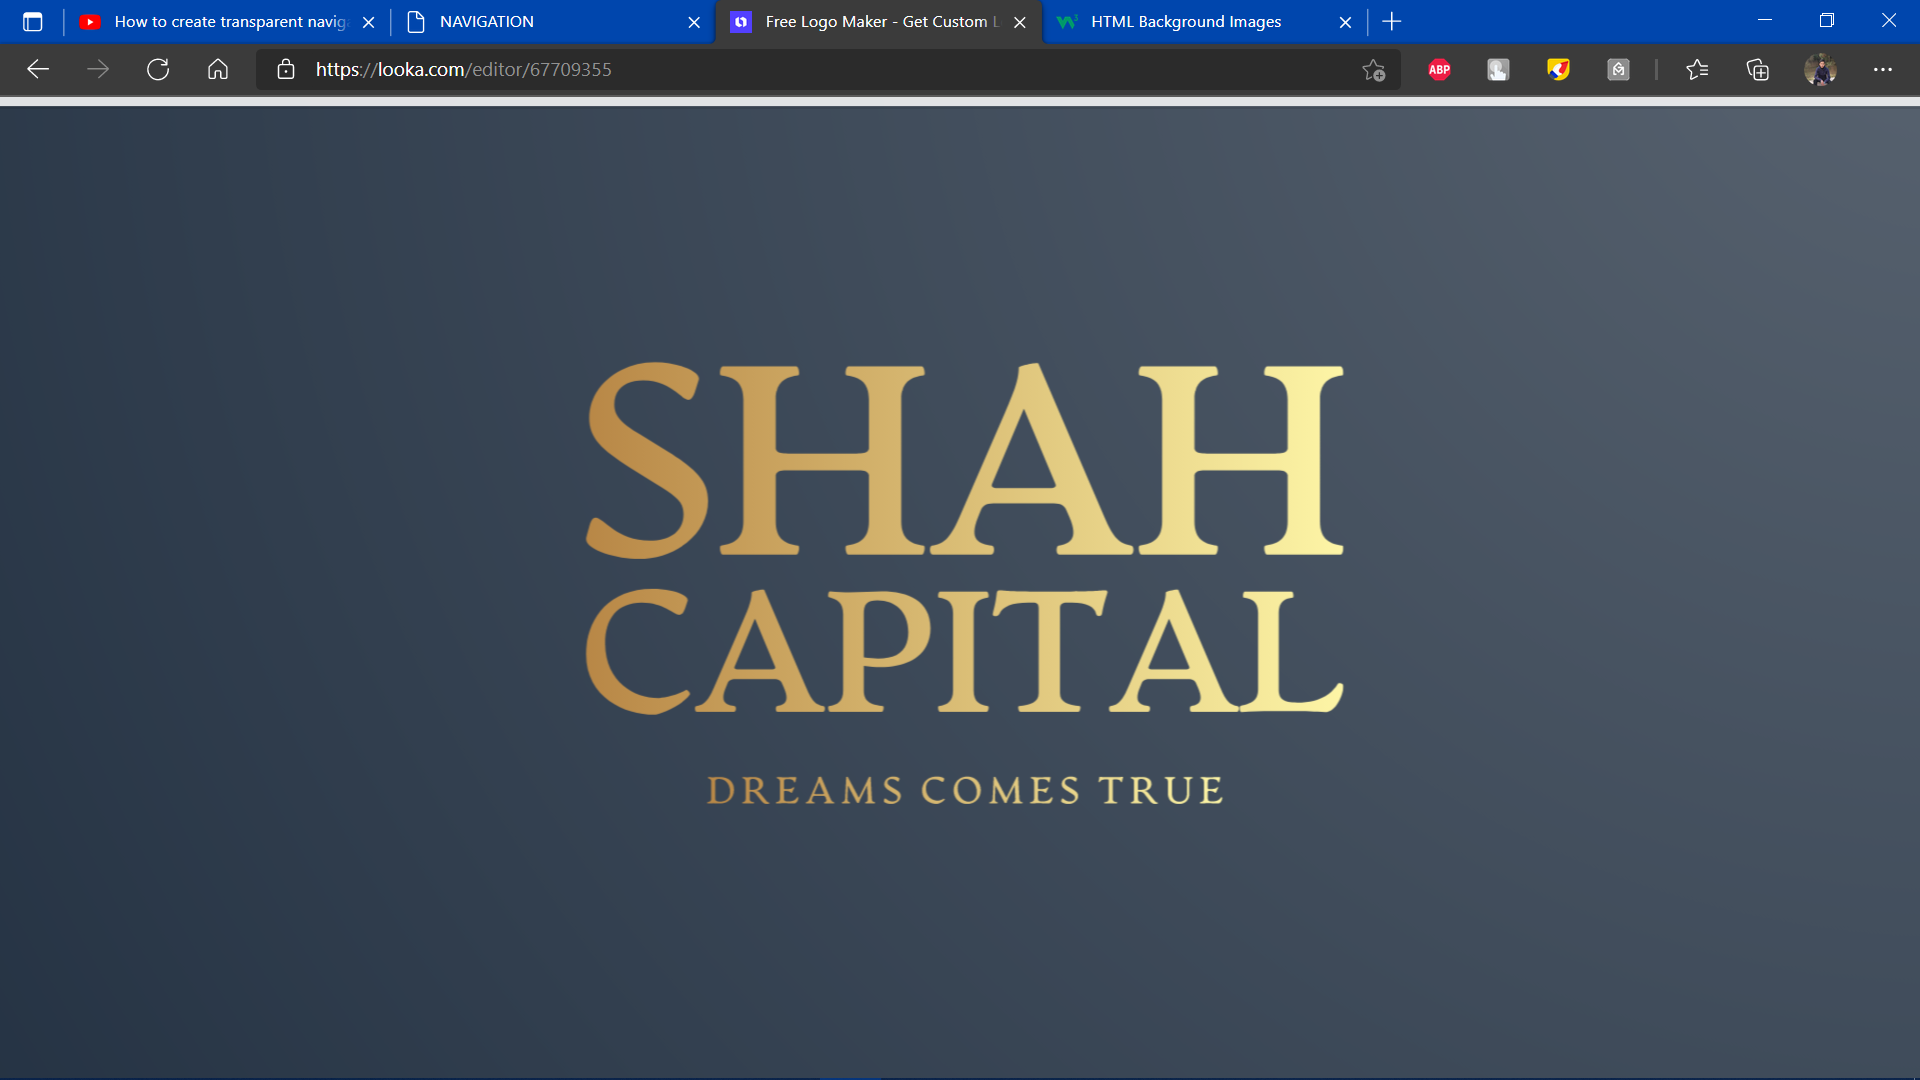 How to create transparent navig
NAVIGATION
Free Logo Maker - Get Custom L
HTML Background Images
https://looka.com/editor/67709355
ABP
SHAH
CAPITAL
DREAMS COMES TRUE